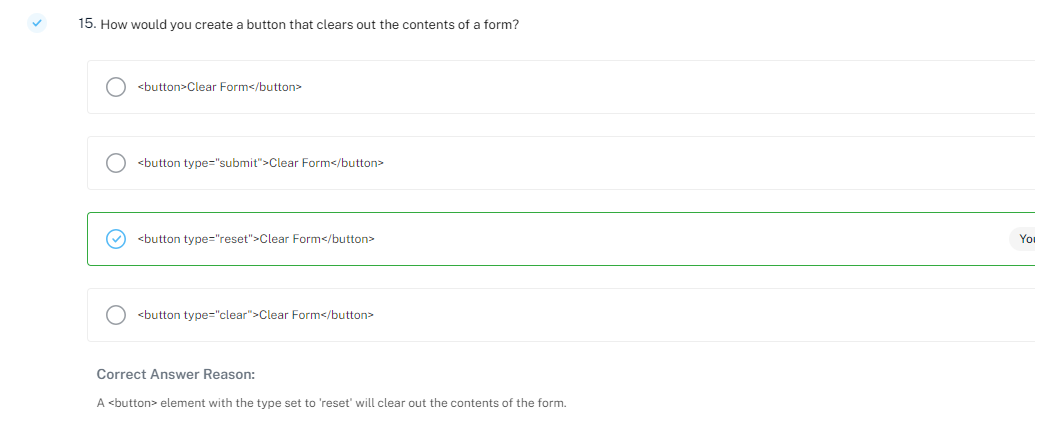 15. How would you create a button that clears out the contents of a form?
<button>Clear Form</button>
<button type="submit">Clear Form</button>
<button type="reset">Clear Form</button>
<button type="clear">Clear Form</button>
Correct Answer Reason:
A <button> element with the type set to 'reset' will clear out the contents of the form.